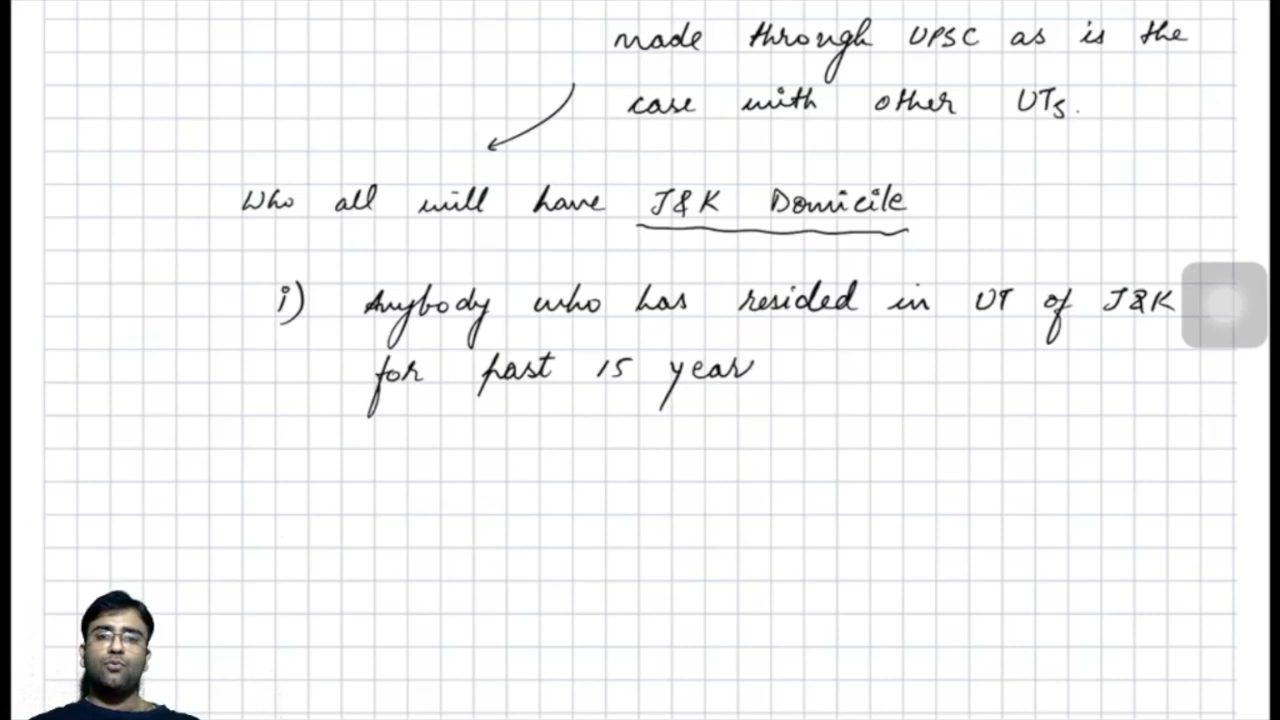 made through UPSC as is the
case with other UTs.
Who all will have J&K Domicile
i) Anybody who has resided in UT of J&K
for past 15 year